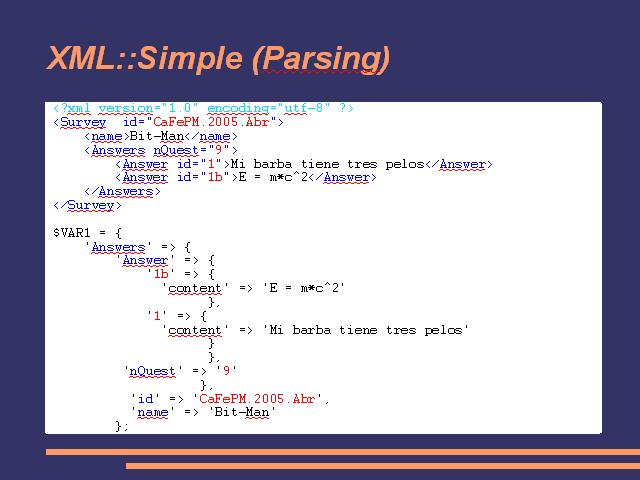 XML::Simple (Parsing)
<?xml version="1.0" encoding="utf-8" ?>
<Survey  id="CaFePM.2005.Abr">
    <name>Bit-Man</name>
    <Answers nQuest="9">
        <Answer id="1">Mi barba tiene tres pelos</Answer>
        <Answer id="1b">E = m*c^2</Answer>
    </Answers>
</Survey>
$VAR1 = {
    'Answers' => {
        'Answer' => {
            '1b' => {
              'content' => 'E = m*c^2'
                    },
            '1' => {
              'content' => 'Mi barba tiene tres pelos'
                    }
                    },
         'nQuest' => '9'
                   },
          'id' => 'CaFePM.2005.Abr',
          'name' => 'Bit-Man'
        };